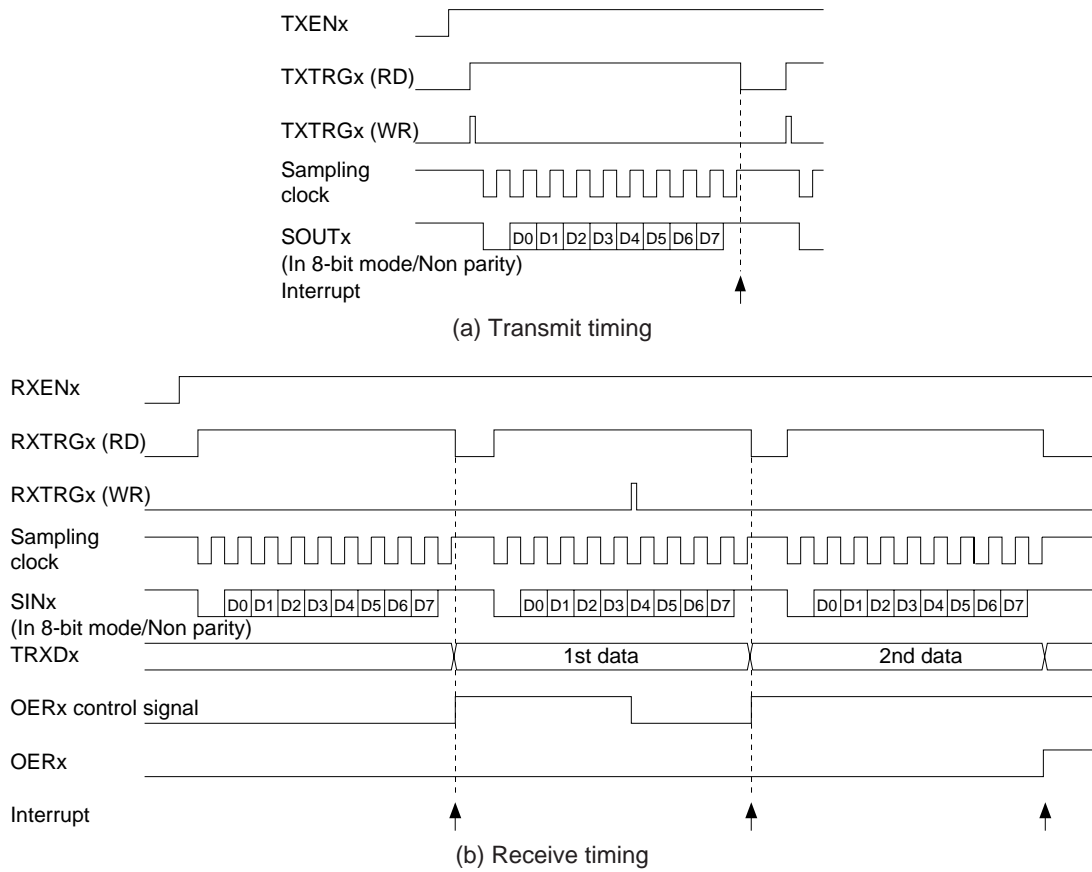 TXENx
TXTRGx (RD)
TXTRGx (WR)
Sampling
clock
SOUTx
D0 D1 D2 D3 D4 D5 D6 D7
(In 8-bit mode/Non parity)
Interrupt
(a) Transmit timing
RXENx
RXTRGx (RD)
RXTRGx (WR)
Sampling
clock
SINx
D0 D1 D2 D3 D4 D5 D6 D7 D0 D1 D2 D3 D4 D5 D6 D7 D0 D1 D2 D3 D4 D5 D6 D7
(In 8-bit mode/Non parity)
TRXDx 1st data 2nd data
OERx control signal
OERx
Interrupt
(b) Receive timing